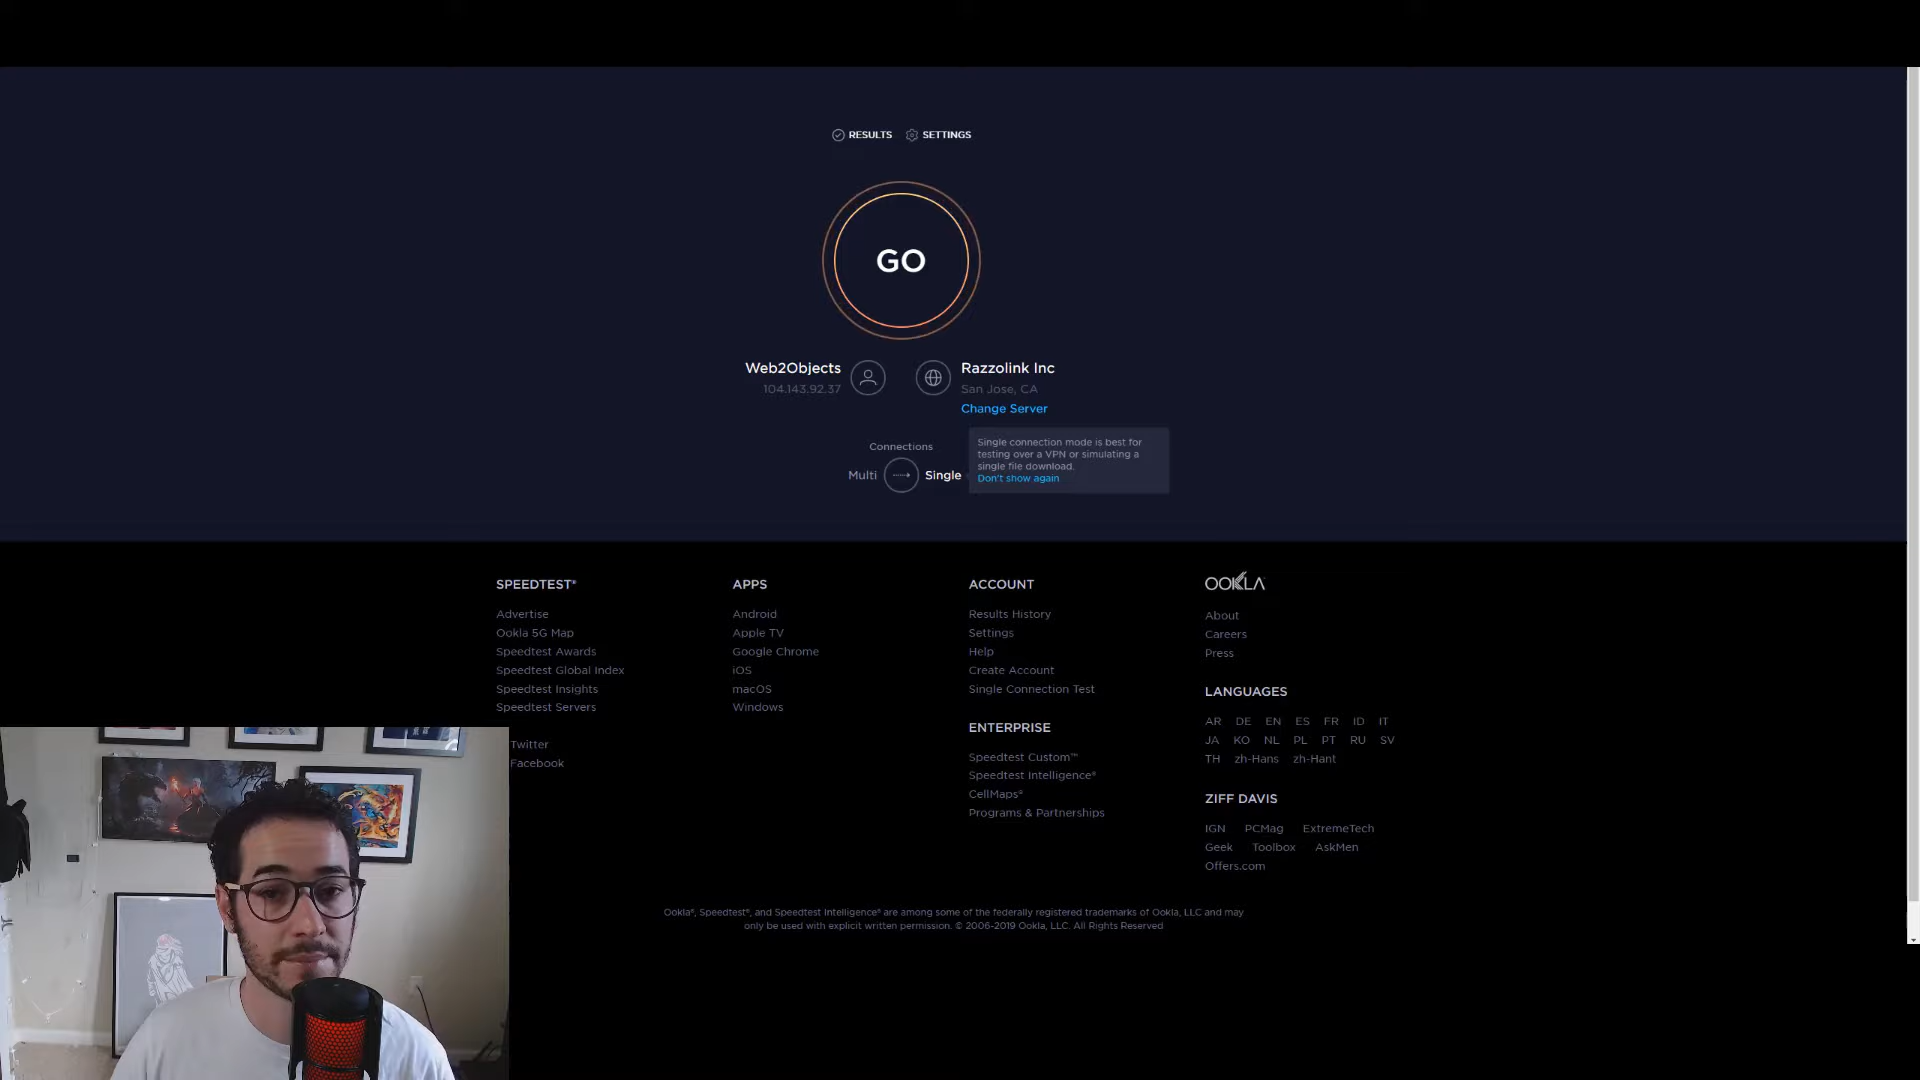 RESULTS SETTINGS
GO
Web2Objects
104.143.92.37
Razzolink Inc
San Jose, CA
Change Server
Connections
Multi
Single
Single connection mode is best for
testing over a VPN or simulating a
single file download.
Don't show again
SPEEDTEST®
Advertise
Ookla 5G Map
Speedtest Awards
Speedtest Global Index
Speedtest Insights
Speedtest Servers
Twitter
Facebook
APPS
Android
Apple TV
Google Chrome
iOS
macOS
Windows
ACCOUNT
Results History
Settings
Help
Create Account
Single Connection Test
ENTERPRISE
Speedtest Custom™
Speedtest Intelligence®
CellMaps®
Programs & Partnerships
OOKLA
About
Careers
Press
LANGUAGES
AR DE EN ES FR ID IT
JA KO NL PL PT RU SV
TH zh-Hans zh-Hant
ZIFF DAVIS
IGN PCMag ExtremeTech
Geek Toolbox AskMen
Offers.com
Ookla®, Speedtest®, and Speedtest Intelligence® are among some of the federally registered trademarks of Ookla, LLC and may
only be used with explicit written permission. © 2006-2019 Ookla, LLC. All Rights Reserved